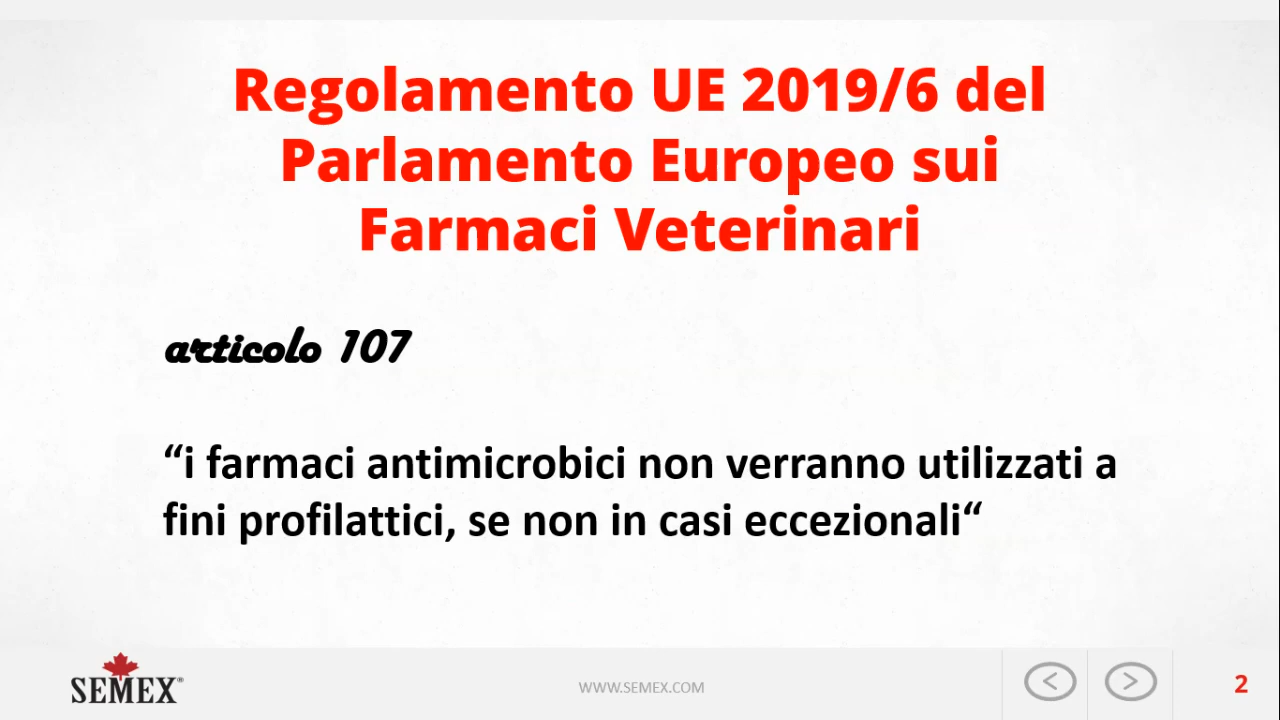 Regolamento UE 2019/6 del
Parlamento Europeo sui
Farmaci Veterinari
articolo 107
“i farmaci antimicrobici non verranno utilizzati a
fini profilattici, se non in casi eccezionali“
SEMEX®
WWW.SEMEX.COM
2